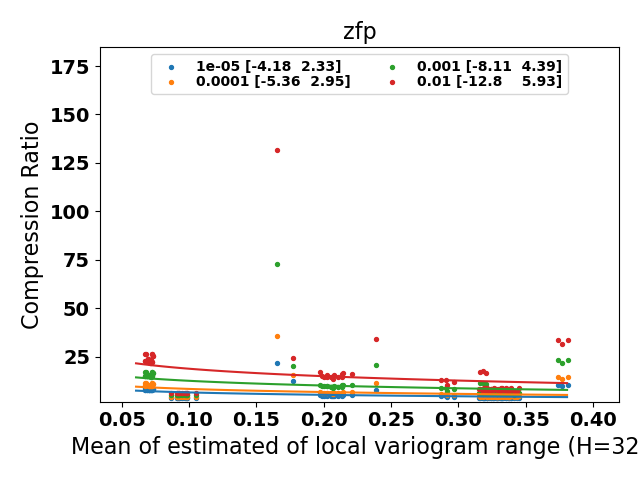 zfp
1e-05 [-4.18 2.33]
0.0001 [-5.36 2.95]
0.001 [-8.11 4.39]
0.01 [-12.8 5.93]
Compression Ratio
175
150
125
100
75
50
25
0.05 0.10 0.15 0.20 0.25 0.30 0.35 0.40
Mean of estimated of local variogram range (H=32